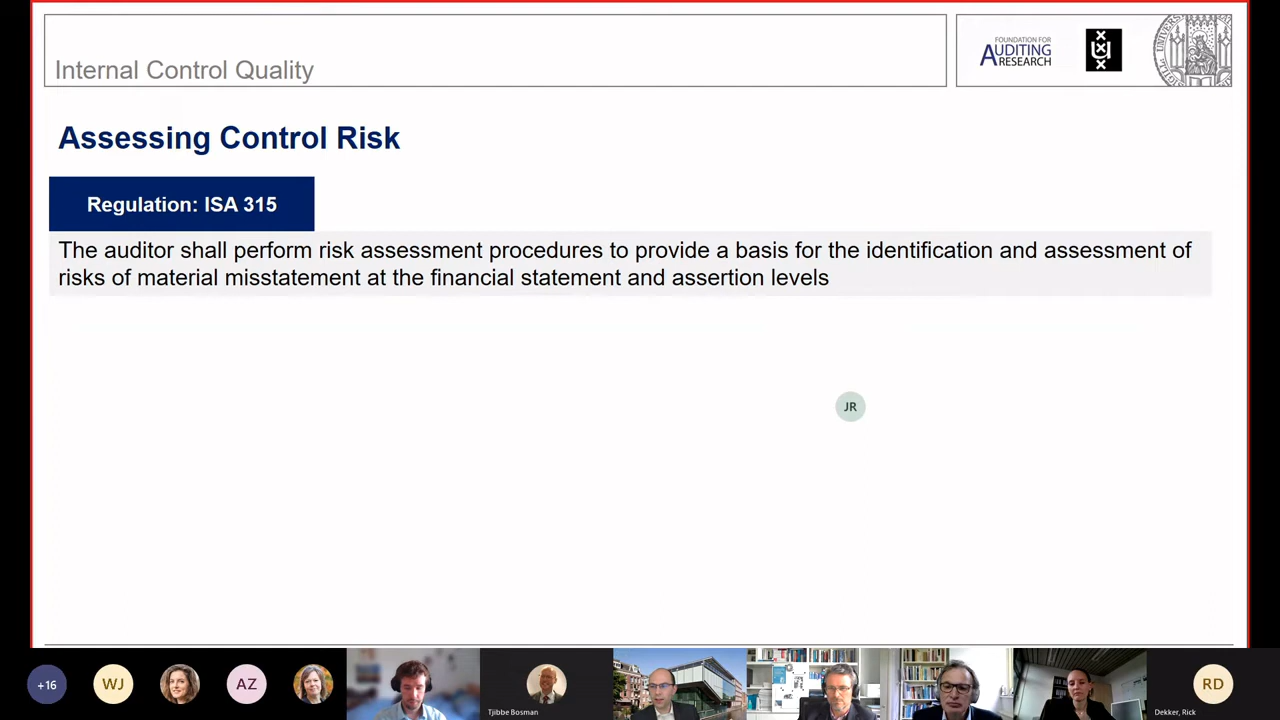 Internal Control Quality
FOUNDATION FOR
AUDITING
RESEARCH
Assessing Control Risk
Regulation: ISA 315
The auditor shall perform risk assessment procedures to provide a basis for the identification and assessment of
risks of material misstatement at the financial statement and assertion levels
JR
+16
WJ
AZ
Tjibbe Bosman
RD
Dekker, Rick